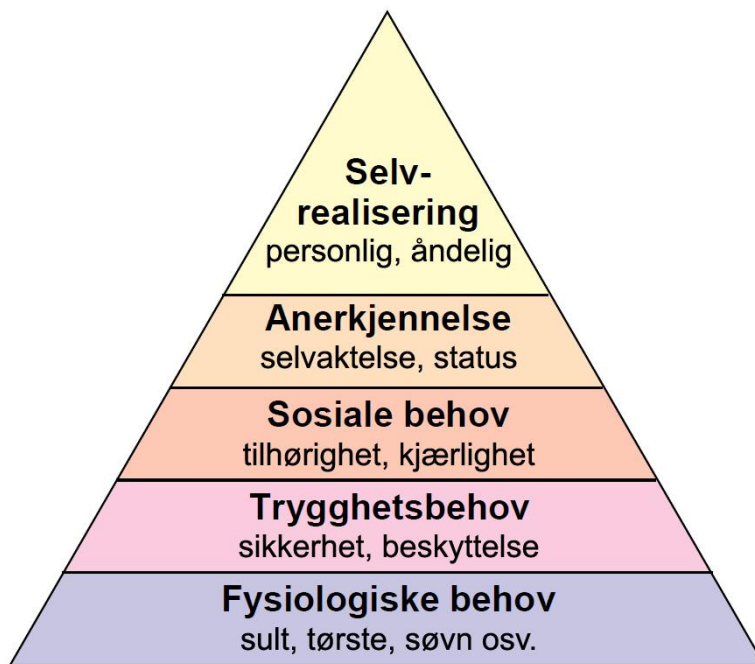 Selv-
realisering
personlig, åndelig
Anerkjennelse
selvaktelse, status
Sosiale behov
tilhørighet, kjærlighet
Trygghetsbehov
sikkerhet, beskyttelse
Fysiologiske behov
sult, tørste, søvn osv.